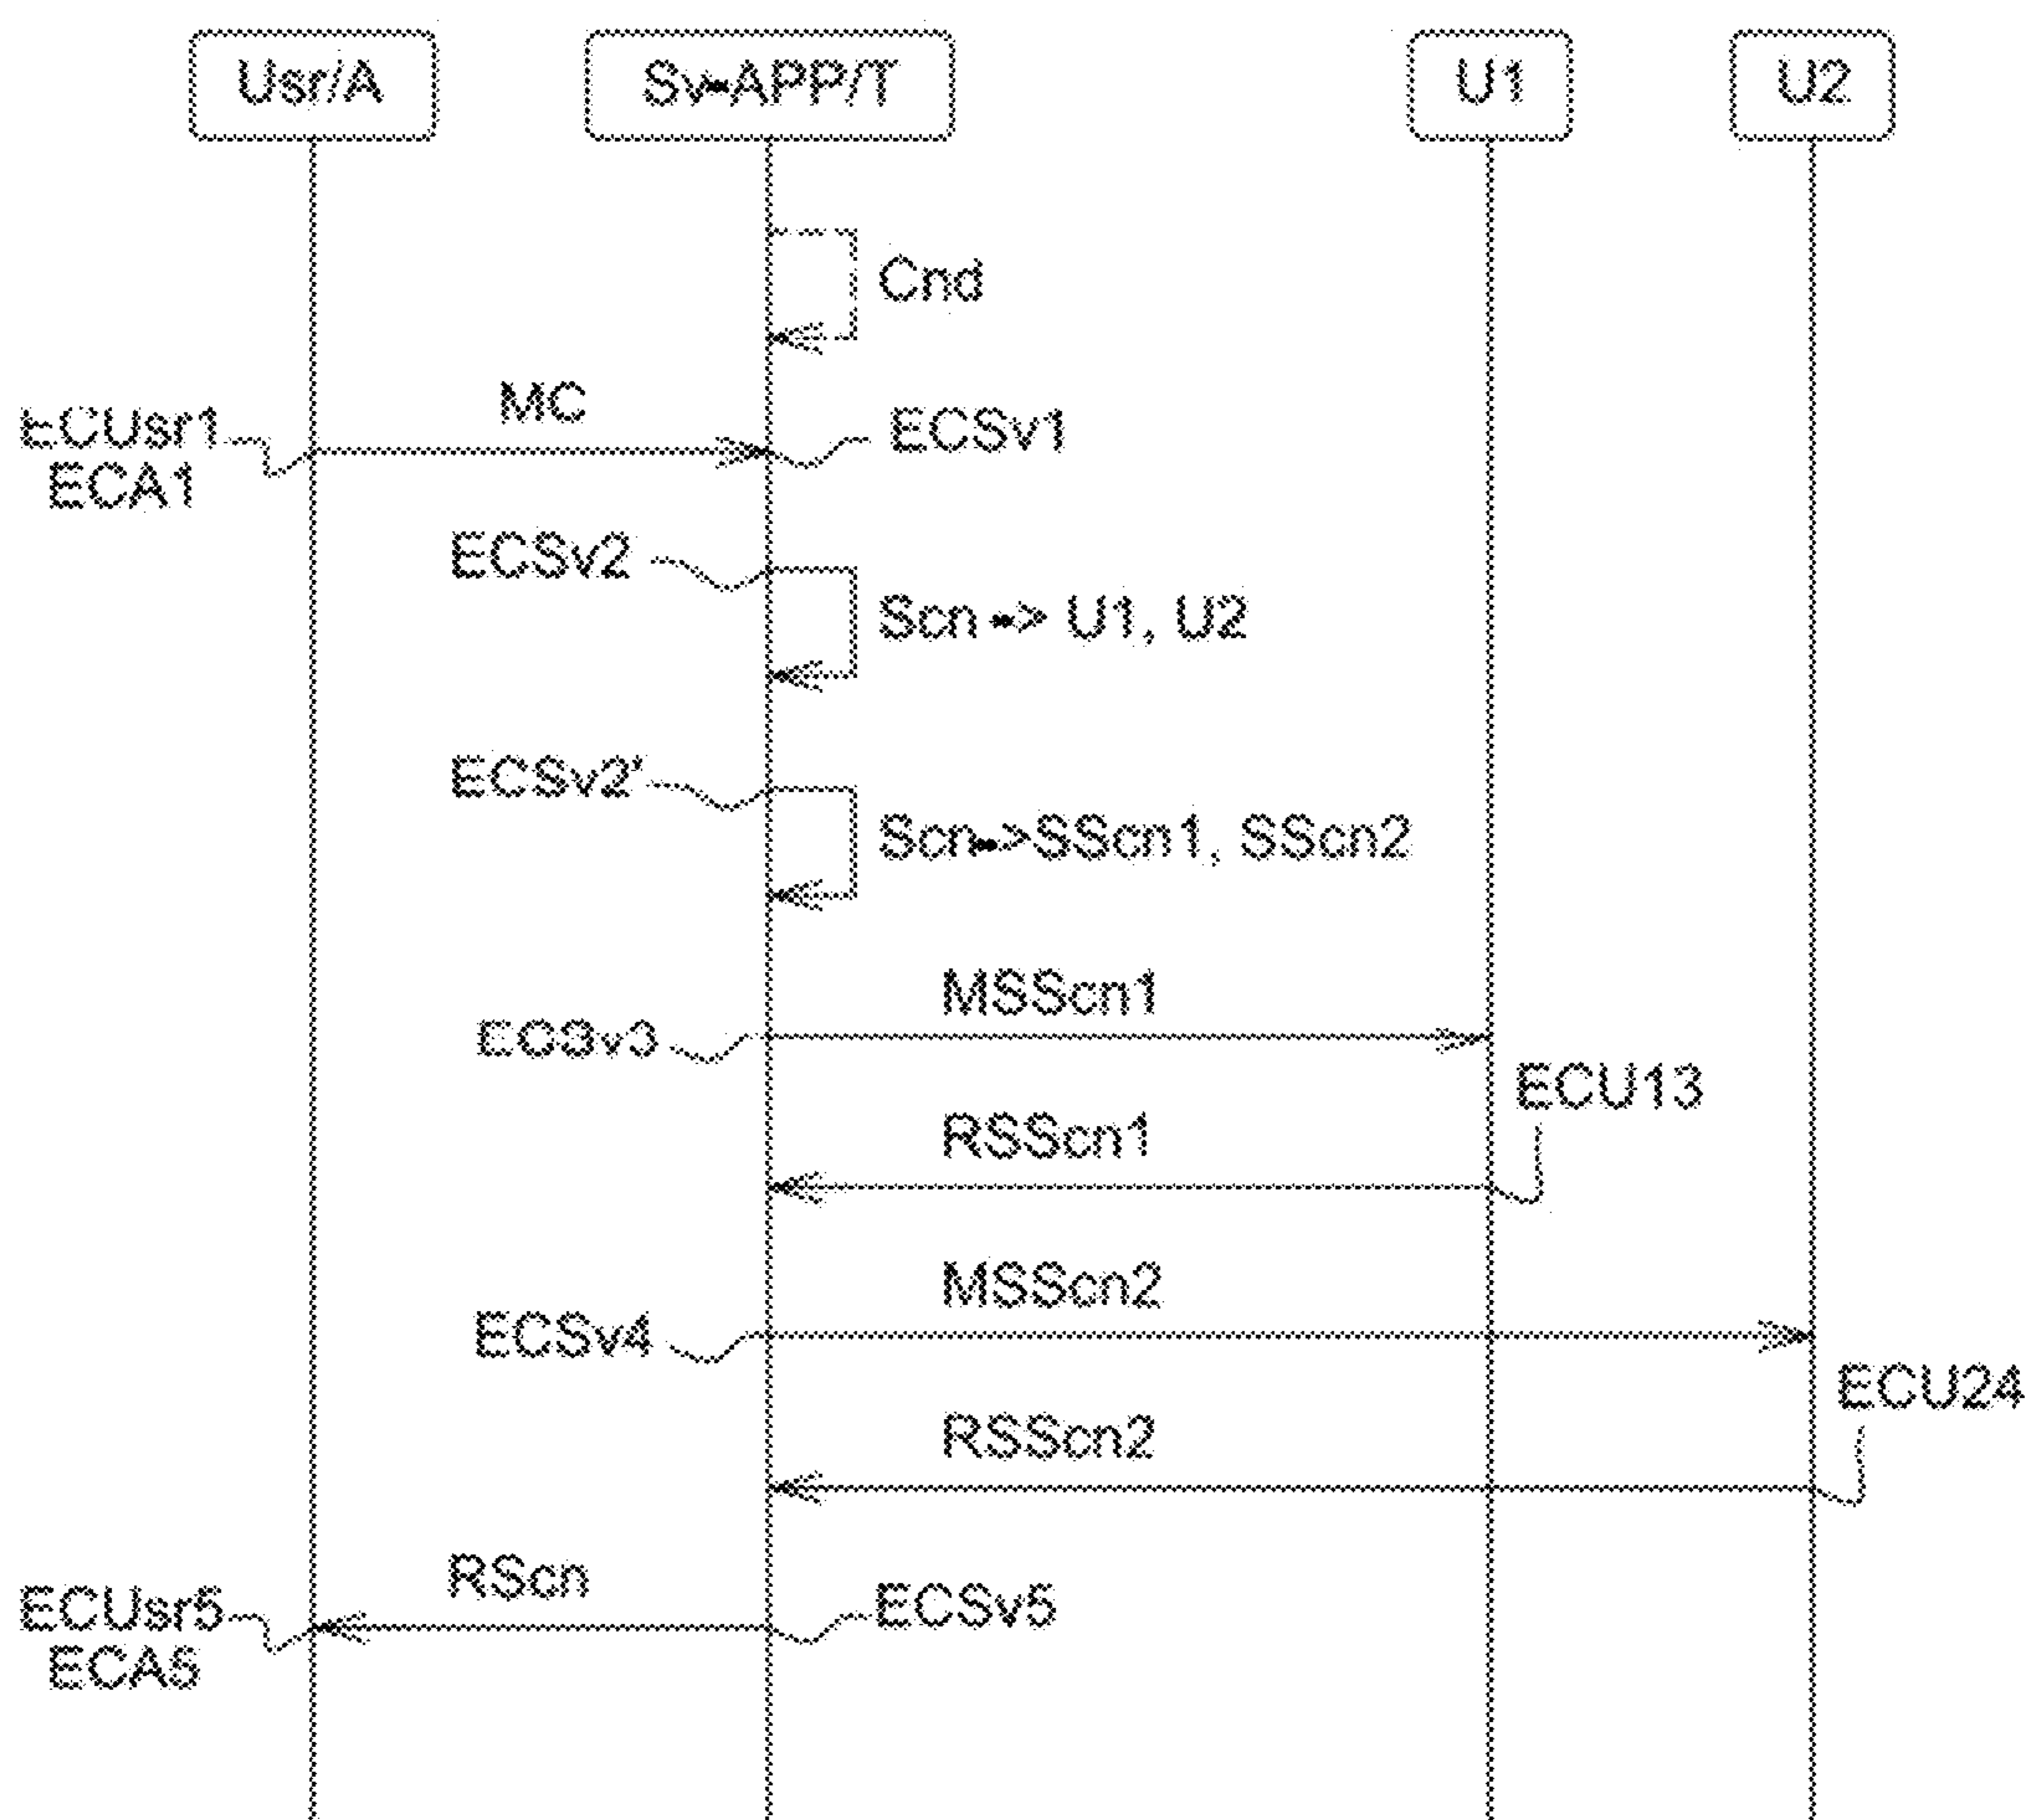 Usr/A
Sv-APP/T
U1
U2
Cnd
MC
ECUsr1
ECA1
ECSv1
ECSv2
Scn -> U1, U2
ECSv2'
Scn->SScn1, SScn2
MSScn1
ECSv3
ECU13
RSScn1
MSScn2
ECSv4
ECU24
RSScn2
RScn
ECUsr5
ECA5
ECSv5